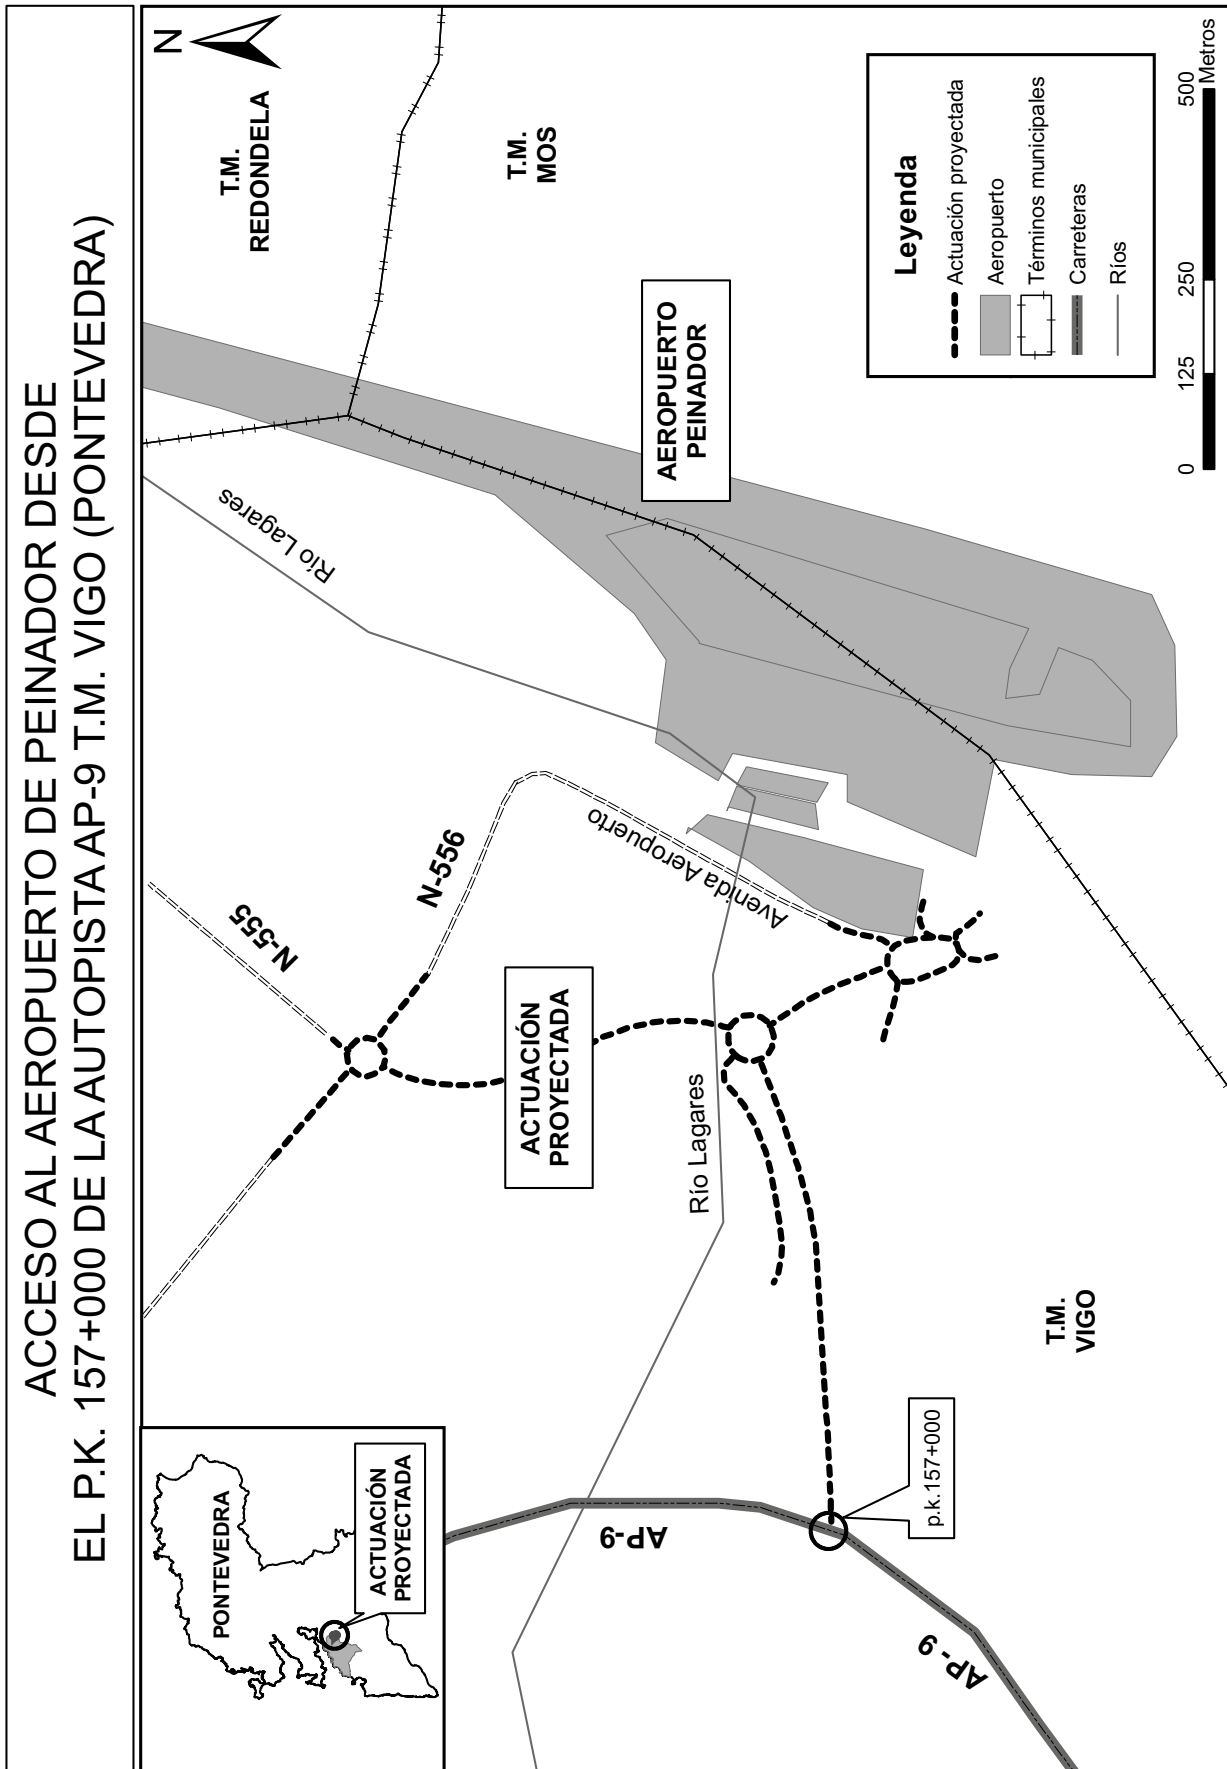 ACCESO AL AEROPUERTO DE PEINADOR DESDE
EL P.K. 157+000 DE LA AUTOPISTA AP-9 T.M. VIGO (PONTEVEDRA)
PONTEVEDRA
ACTUACIÓN
PROYECTADA
N
T.M.
REDONDELA
T.M.
MOS
N-555
N-556
Río Lagares
Avenida Aeropuerto
ACTUACIÓN
PROYECTADA
AEROPUERTO
PEINADOR
Río Lagares
AP-9
AP-9
p.k.157+000
T.M.
VIGO
Leyenda
Actuación proyectada
Aeropuerto
Términos municipales
Carreteras
Ríos
0 125 250 500
Metros